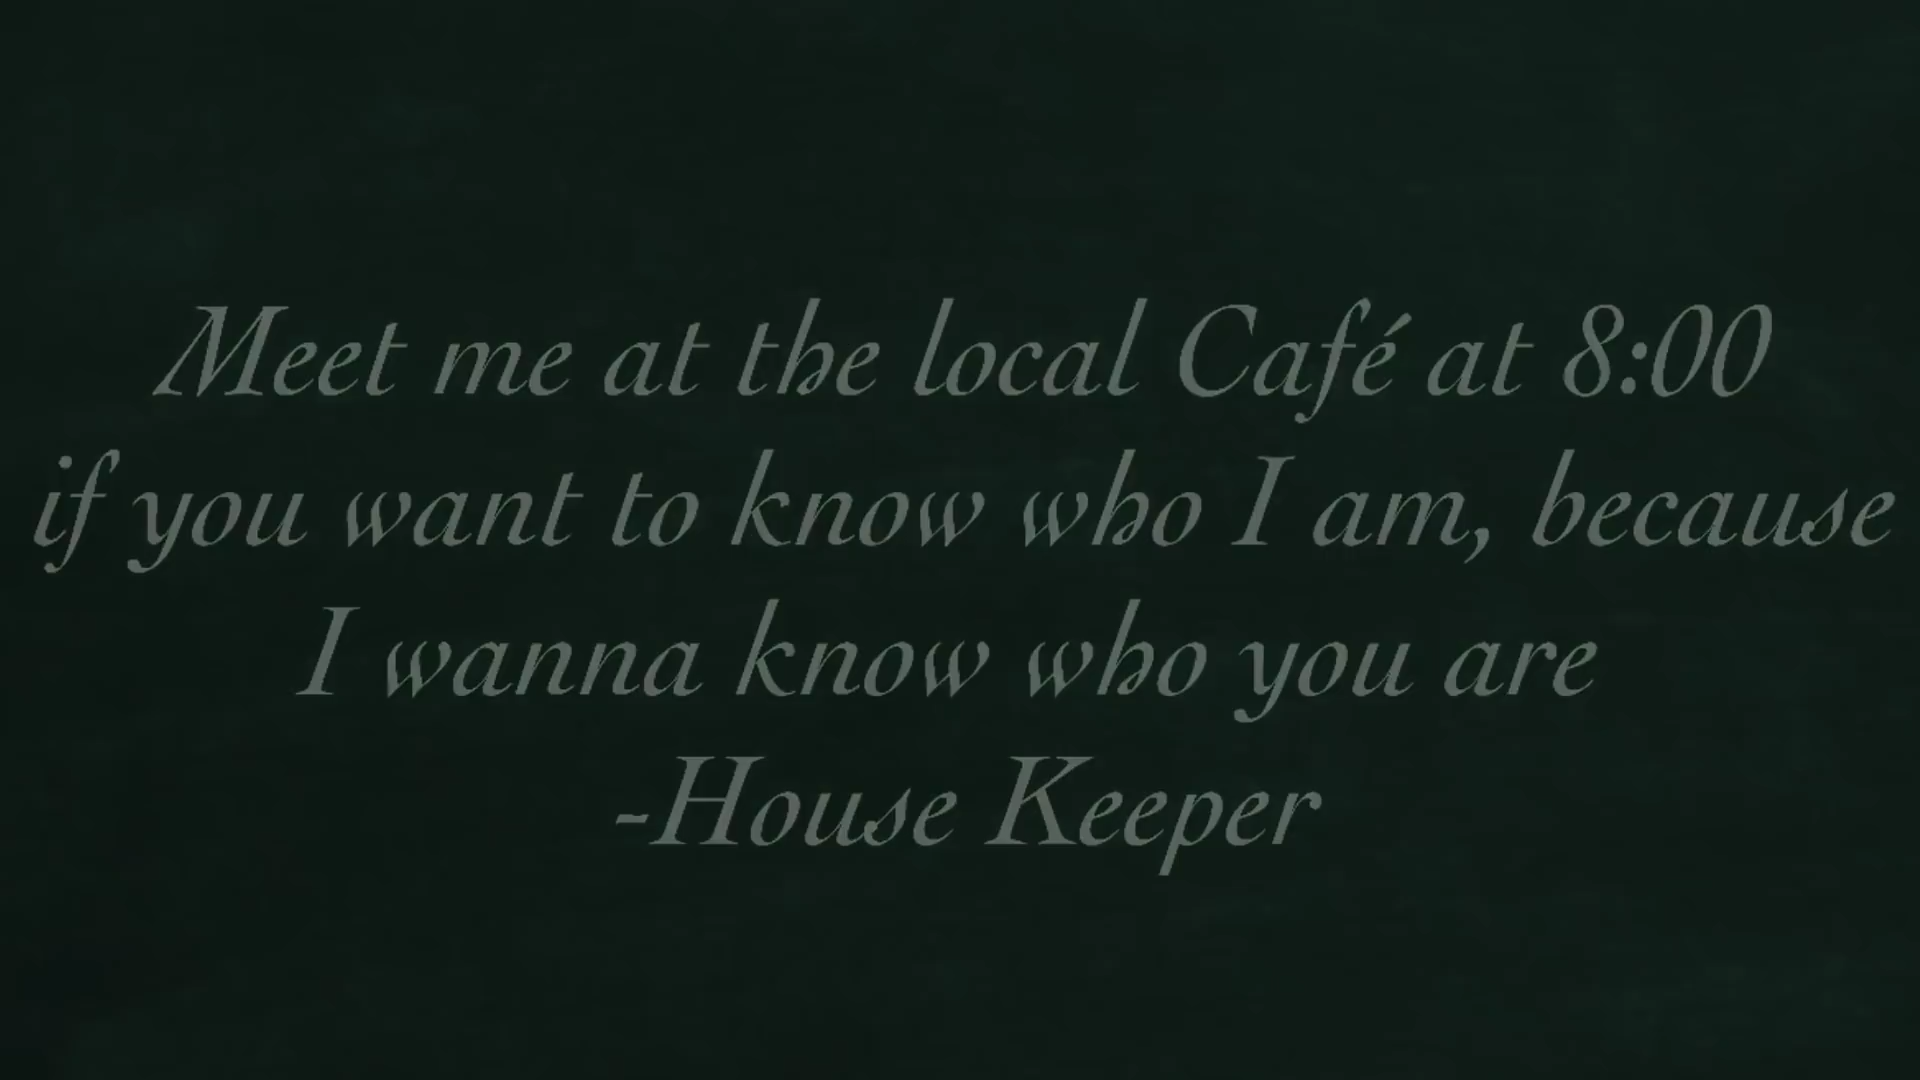 Meet me at the local Café at 8:00
if you want to know who I am, because
I wanna know who you are
-House Keeper